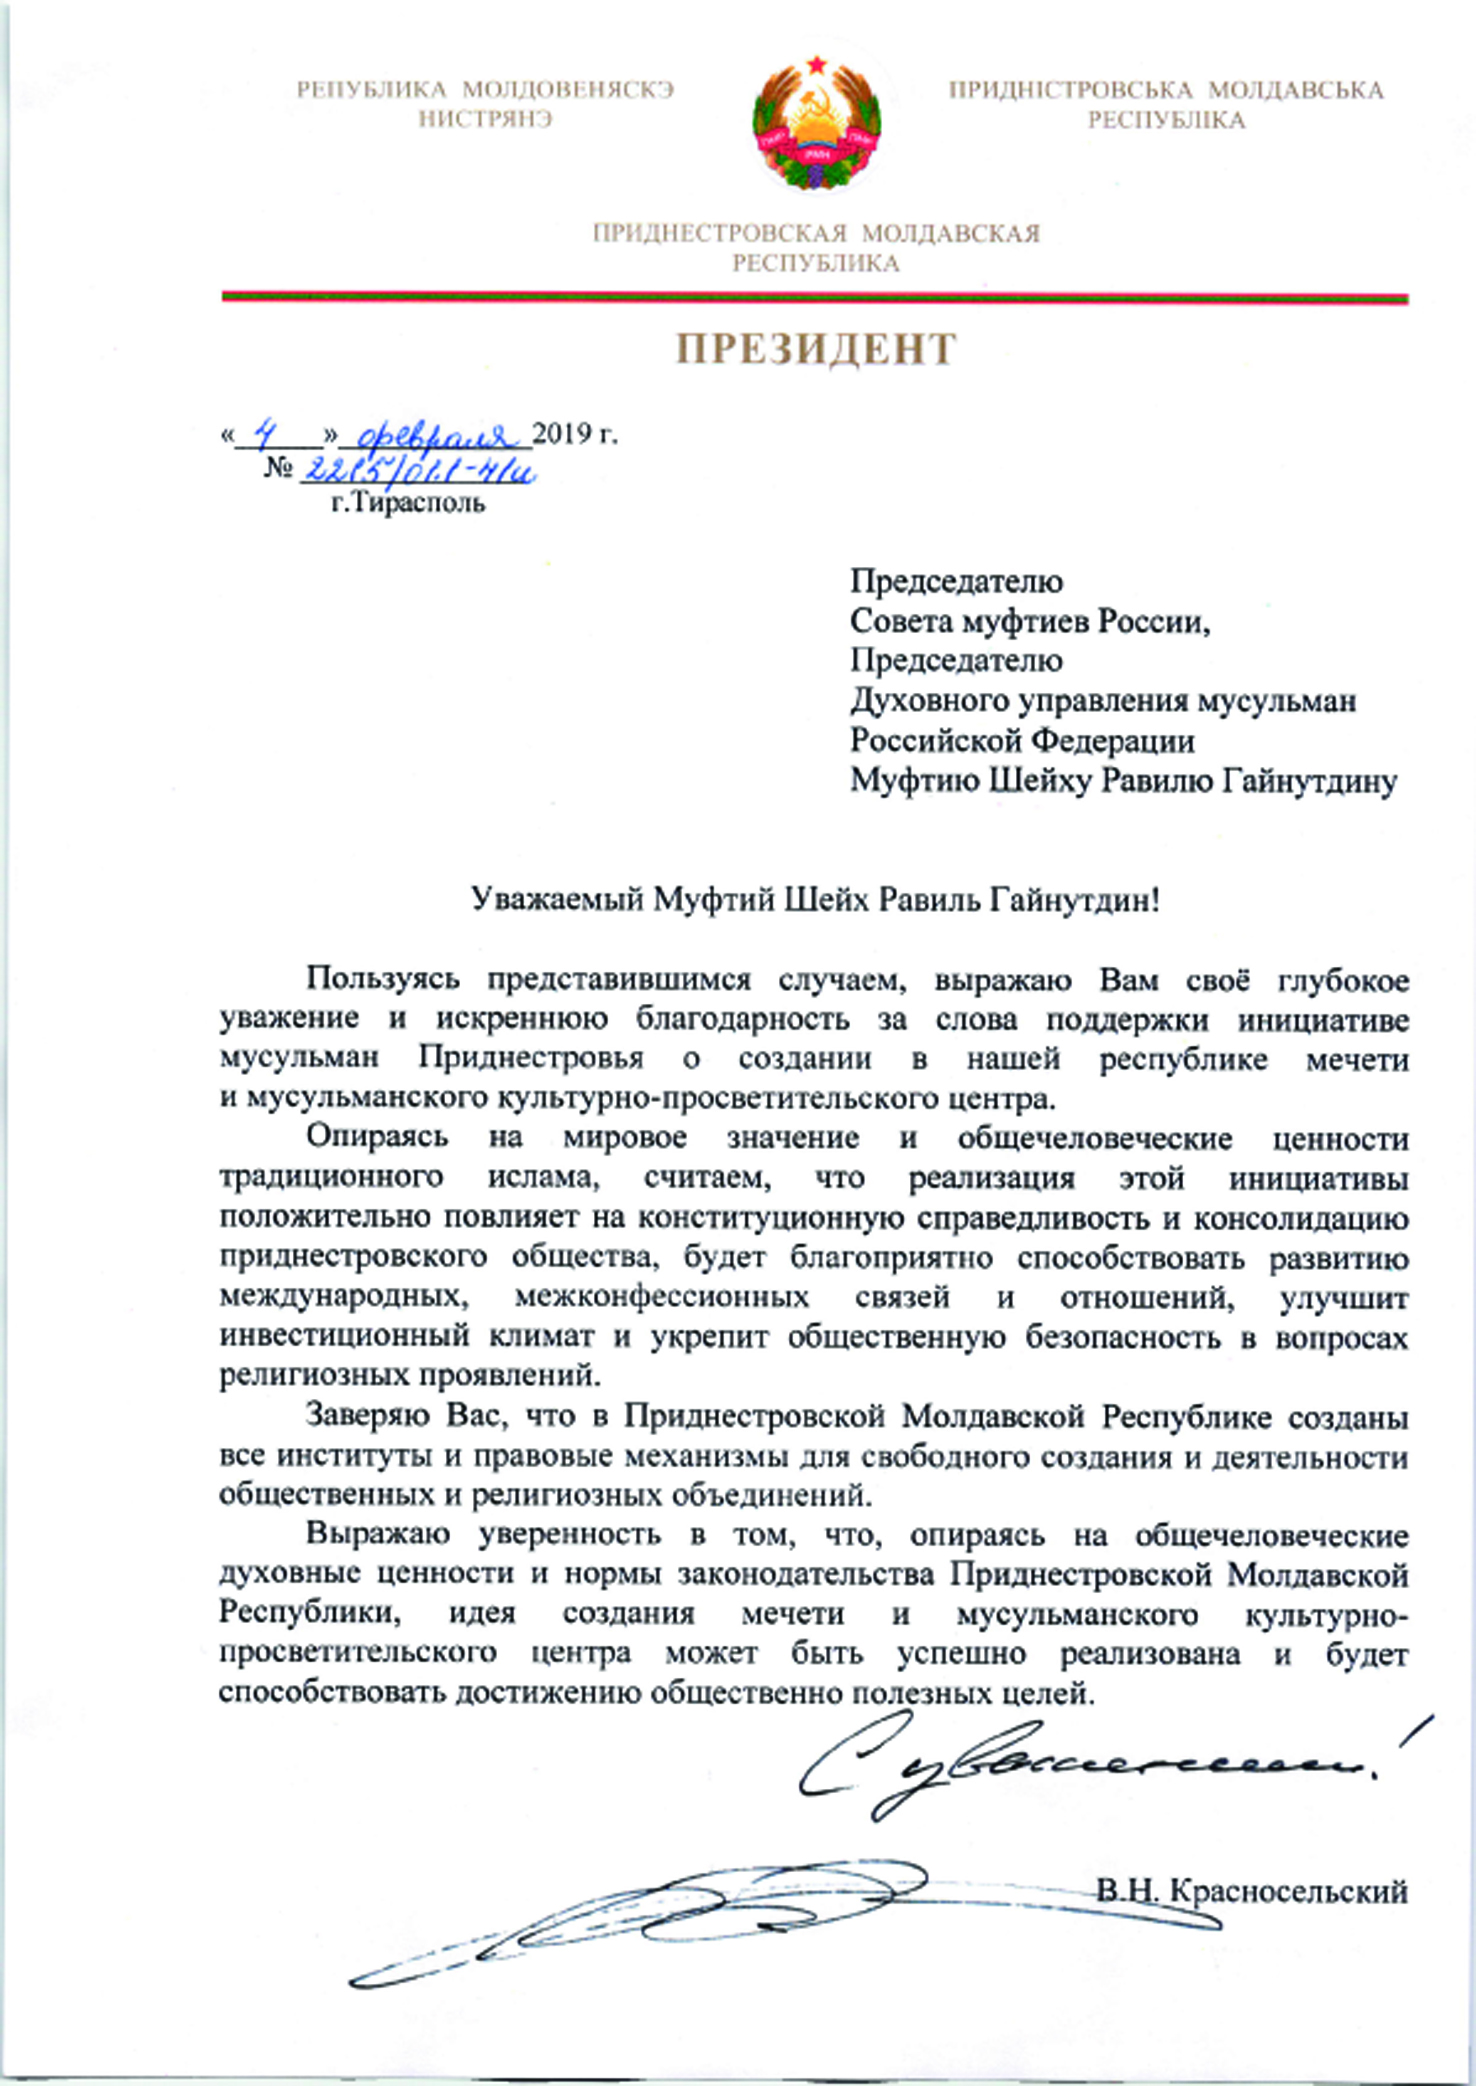 РЕПУБЛИКА МОЛДОВЕНЯСКЭ
НИСТРЯНЭ
ПРИДНІСТРОВСЬКА МОЛДАВСЬКА
РЕСПУБЛІКА
ПРИДНЕСТРОВСКАЯ МОЛДАВСКАЯ
РЕСПУБЛИКА
ПРЕЗИДЕНТ
« 4 » февраля 2019 г.
№ 2215/01.1-4/и
г.Тирасполь
Председателю
Совета муфтиев России,
Председателю
Духовного управления мусульман
Российской Федерации
Муфтию Шейху Равилю Гайнутдину
Уважаемый Муфтий Шейх Равиль Гайнутдин!
Пользуясь представившимся случаем, выражаю Вам своё глубокое
уважение и искреннюю благодарность за слова поддержки инициативе
мусульман Приднестровья о создании в нашей республике мечети
и мусульманского культурно-просветительского центра.
Опираясь на мировое значение и общечеловеческие ценности
традиционного ислама, считаем, что реализация этой инициативы
положительно повлияет на конституционную справедливость и консолидацию
приднестровского общества, будет благоприятно способствовать развитию
международных, межконфессионных связей и отношений, улучшит
инвестиционный климат и укрепит общественную безопасность в вопросах
религиозных проявлений.
Заверяю Вас, что в Приднестровской Молдавской Республике созданы
все институты и правовые механизмы для свободного создания и деятельности
общественных и религиозных объединений.
Выражаю уверенность в том, что, опираясь на общечеловеческие
духовные ценности и нормы законодательства Приднестровской Молдавской
Республики, идея создания мечети и мусульманского культурно-
просветительского центра может быть успешно реализована и будет
способствовать достижению общественно полезных целей.
С уважением!
В.Н. Красносельский